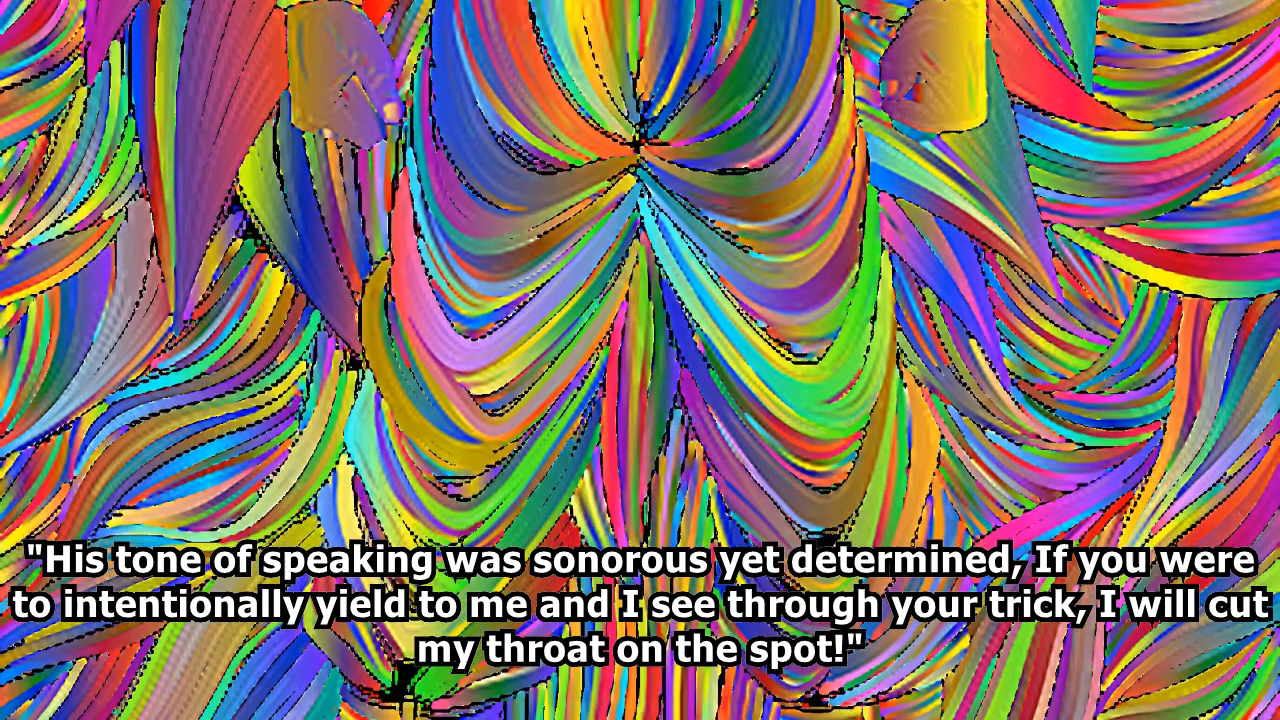 "His tone of speaking was sonorous yet determined, If you were
to intentionally yield to me and I see through your trick, I will cut
my throat on the spot!"